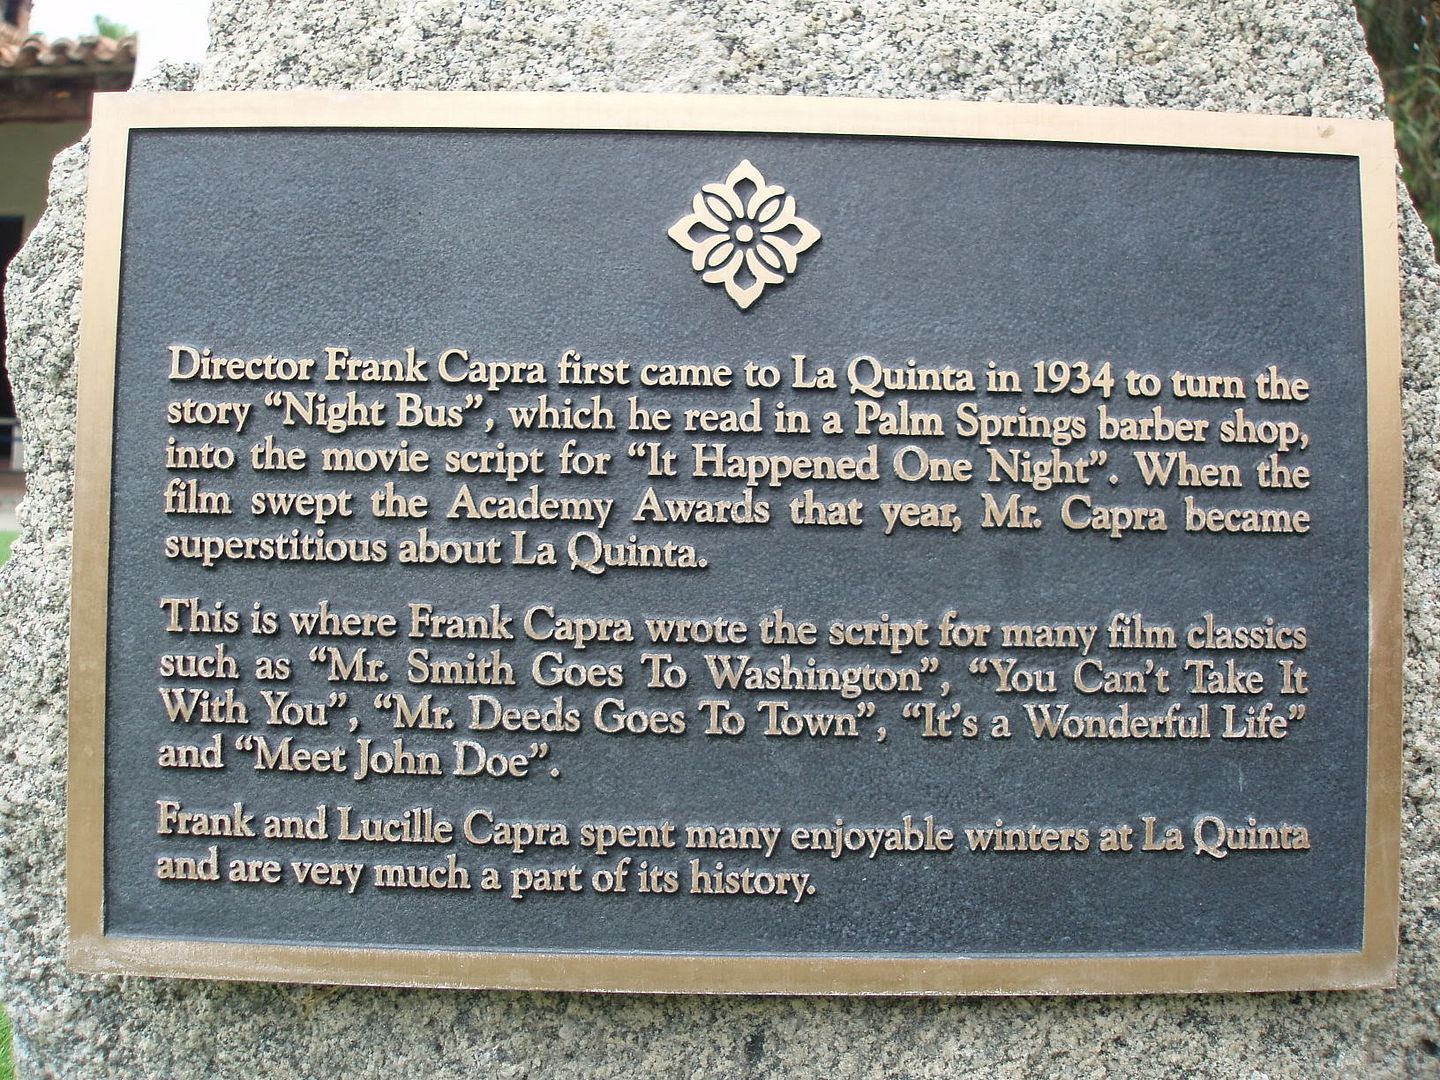 Director Frank Capra first came to La Quinta in 1934 to turn the
story “Night Bus”, which he read in a Palm Springs barber shop,
into the movie script for “It Happened One Night”. When the
film swept the Academy Awards that year, Mr. Capra became
superstitious about La Quinta.
This is where Frank Capra wrote the script for many film classics
such as “Mr. Smith Goes To Washington”, “You Can’t Take It
With You”, “Mr. Deeds Goes To Town”, “It’s a Wonderful Life”
and “Meet John Doe”.
Frank and Lucille Capra spent many enjoyable winters at La Quinta
and are very much a part of its history.